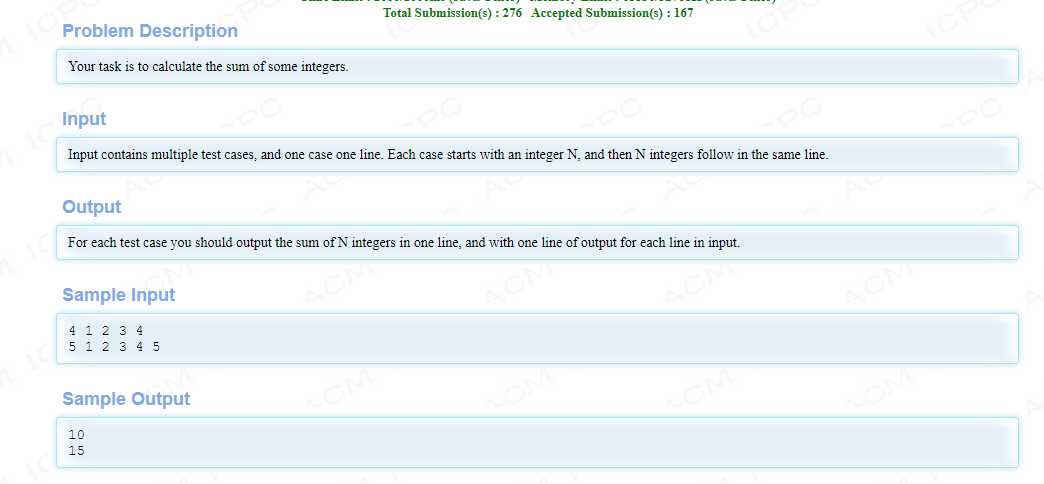 Total Submission(s) : 276 Accepted Submission(s) : 167
Problem Description
Your task is to calculate the sum of some integers.
Input
Input contains multiple test cases, and one case one line. Each case starts with an integer N, and then N integers follow in the same line.
Output
For each test case you should output the sum of N integers in one line, and with one line of output for each line in input.
Sample Input
4 1 2 3 4
5 1 2 3 4 5
Sample Output
10
15